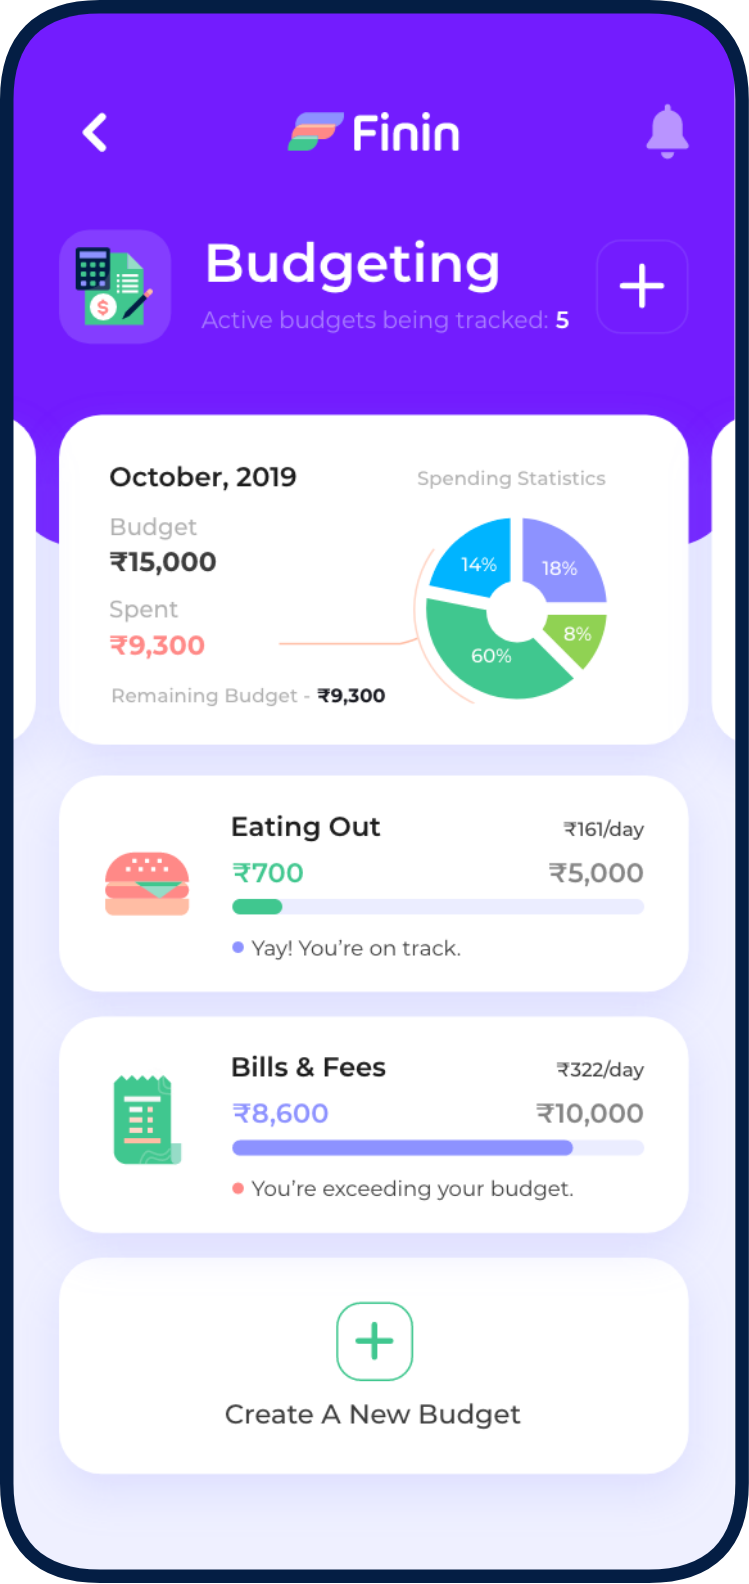 Finin
Budgeting
Active budgets being tracked: 5
October, 2019
Spending Statistics
Budget
₹15,000
Spent
₹9,300
Remaining Budget - ₹9,300
14%
18%
8%
60%
Eating Out
₹161/day
₹700
₹5,000
Yay! You’re on track.
Bills & Fees
₹322/day
₹8,600
₹10,000
You’re exceeding your budget.
Create A New Budget